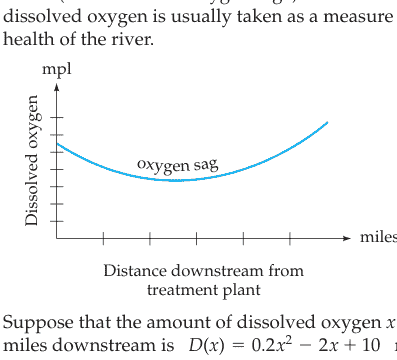 dissolved oxygen is usually taken as a measure
health of the river.
mpl
Dissolved oxygen
oxygen sag
miles
Distance downstream from
treatment plant
Suppose that the amount of dissolved oxygen x
miles downstream is D(x) = 0.2x² − 2x + 10